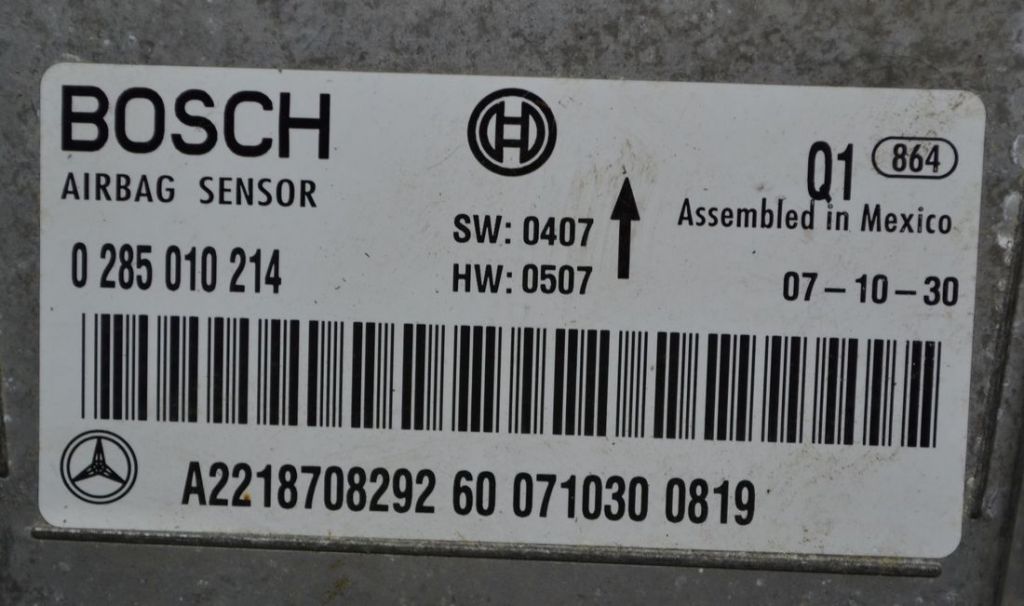 BOSCH
AIRBAG SENSOR
0 285 010 214
SW: 0407
HW: 0507
Q1 864
Assembled in Mexico
07-10-30
A2218708292 60 071030 0819